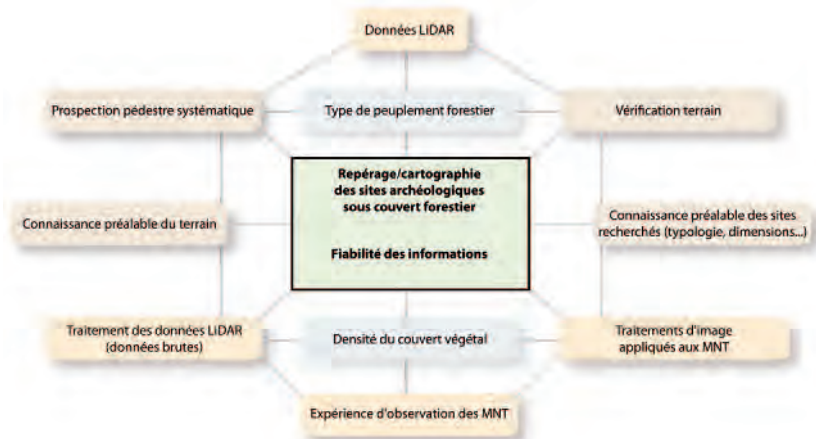 Données LiDAR
Prospection pédestre systématique
Type de peuplement forestier
Vérification terrain
Repérage/cartographie
des sites archéologiques
sous couvert forestier
Fiabilité des informations
Connaissance préalable du terrain
Connaissance préalable des sites
recherchés (typologie, dimensions...)
Traitement des données LiDAR
(données brutes)
Densité du couvert végétal
Traitements d'image
appliqués aux MNT
Expérience d'observation des MNT